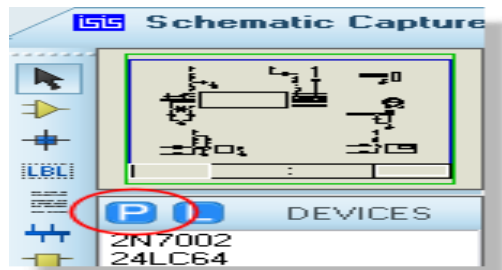 isis Schematic Capture
LBL
P L DEVICES
2N7002
24LC64